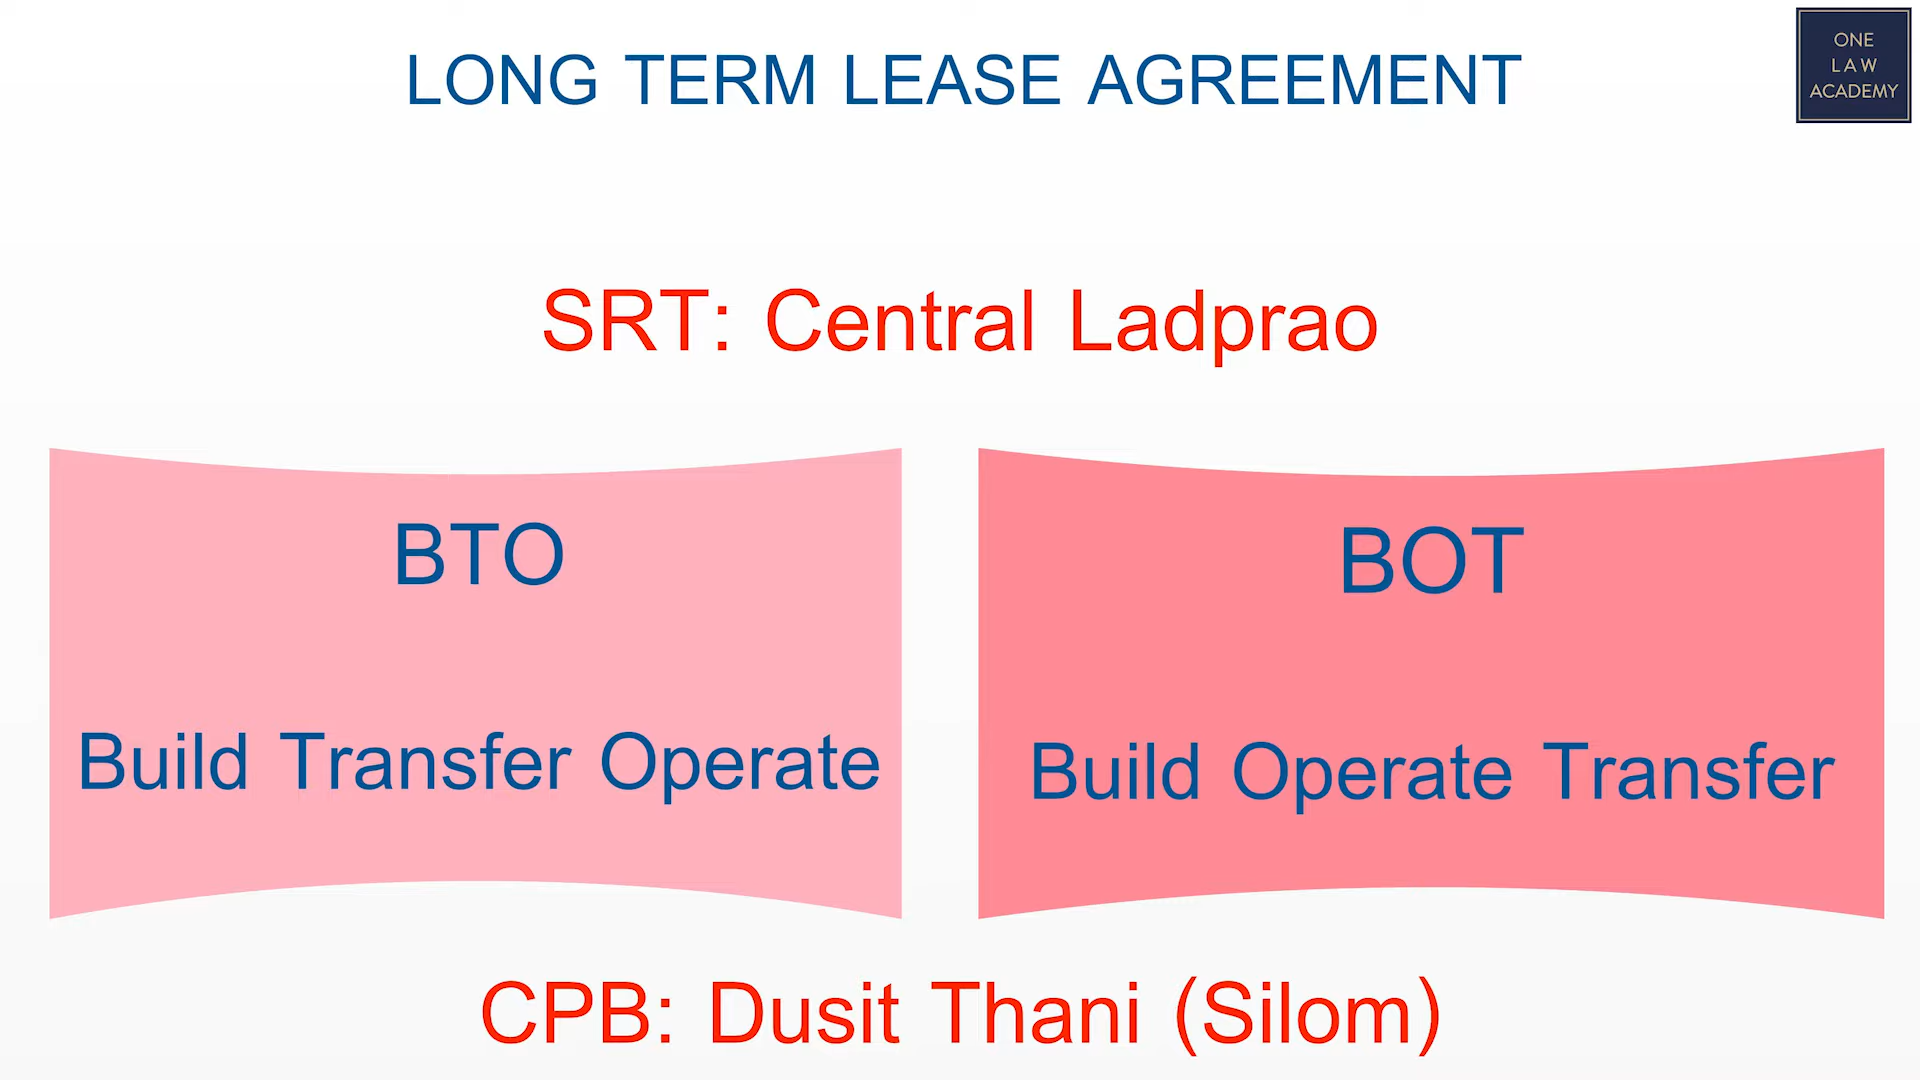 LONG TERM LEASE AGREEMENT
ONE
LAW
ACADEMY
SRT: Central Ladprao
BTO
Build Transfer Operate
BOT
Build Operate Transfer
CPB: Dusit Thani (Silom)